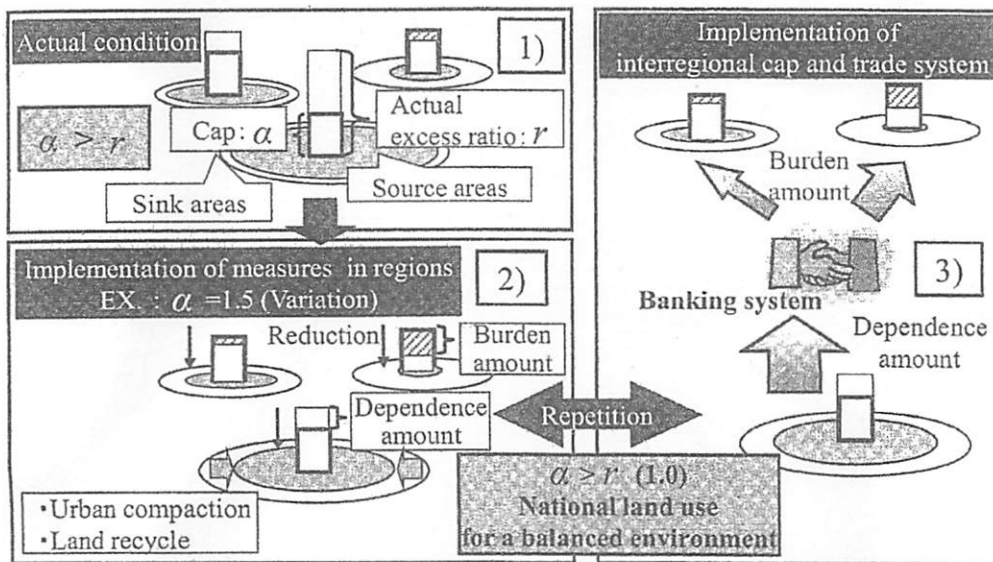 Actual condition
1)
α > r
Cap: α
Actual
excess ratio: r
Sink areas
Source areas
Implementation of measures in regions
EX. : α =1.5 (Variation)
2)
Reduction
Burden
amount
Dependence
amount
・Urban compaction
・Land recycle
Repetition
α > r (1.0)
National land use
for a balanced environment
Implementation of
interregional cap and trade system
Burden
amount
3)
Banking system
Dependence
amount